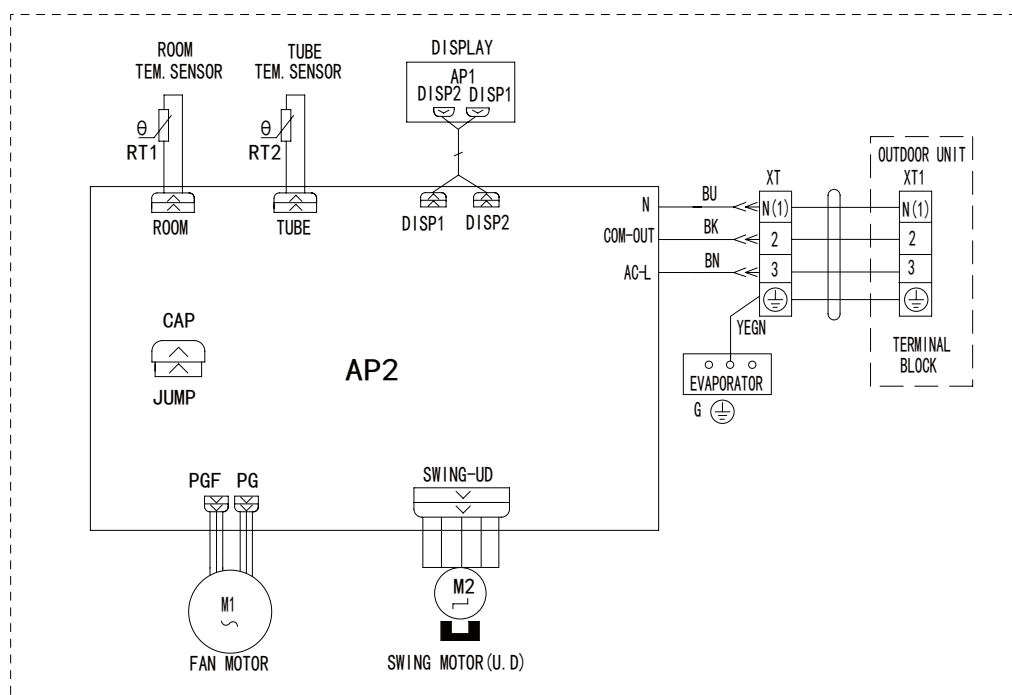 ROOM
TEM. SENSOR
TUBE
TEM. SENSOR
DISPLAY
AP1
DISP2 DISP1
θ
RT1
θ
RT2
ROOM
TUBE
DISP1
DISP2
OUTDOOR UNIT
XT
XT1
N
BU
N(1)
N(1)
COM-OUT
BK
2
2
AC-L
BN
3
3
YEGN
TERMINAL
BLOCK
EVAPORATOR
G
CAP
JUMP
AP2
PGF PG
SWING-UD
M1
M2
FAN MOTOR
SWING MOTOR(U.D)